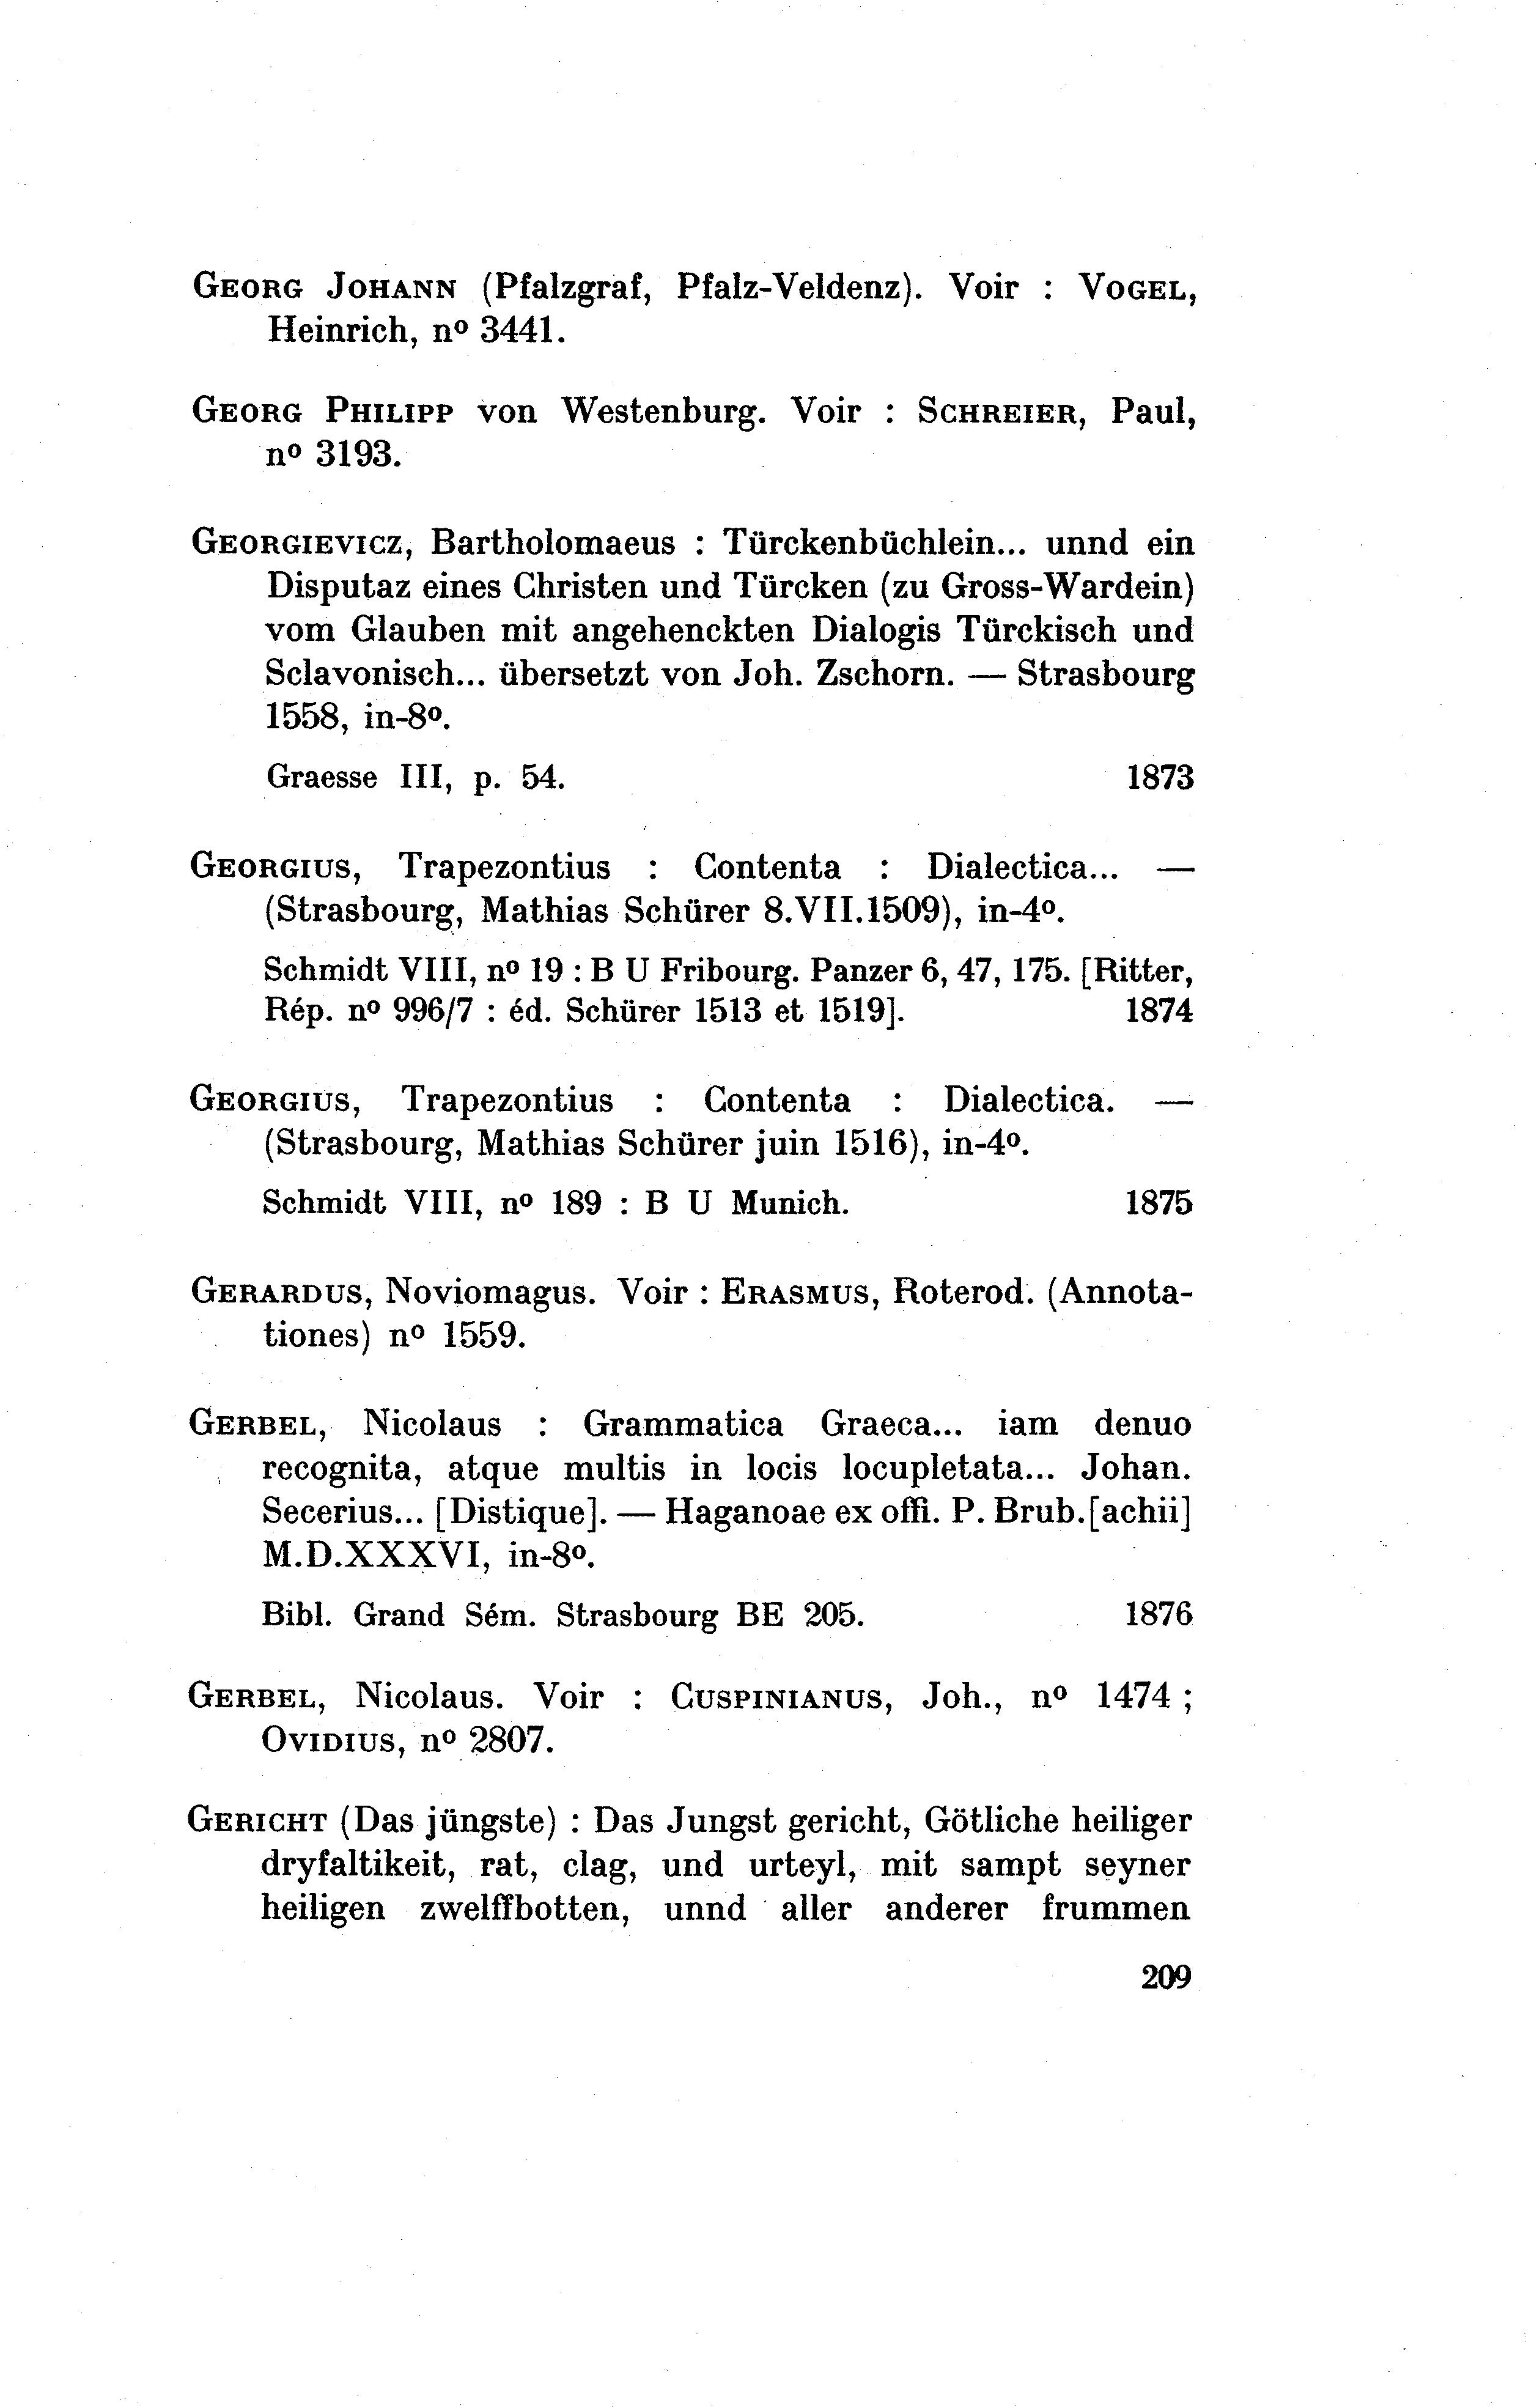 GEORG JOHANN (Pfalzgraf, Pfalz-Veldenz). Voir : VOGEL,
Heinrich, nº 3441.
GEORG PHILIPP von Westenburg. Voir : SCHREIER, Paul,
nº 3193.
GEORGIEVICZ, Bartholomaeus : Türckenbüchlein... unnd ein
Disputaz eines Christen und Türcken (zu Gross-Wardein)
vom Glauben mit angehenckten Dialogis Türckisch und
Sclavonisch... übersetzt von Joh. Zschorn. — Strasbourg
1558, in-8º.
Graesse III, p. 54. 1873
GEORGIUS, Trapezontius : Contenta : Dialectica... —
(Strasbourg, Mathias Schürer 8.VII.1509), in-4º.
Schmidt VIII, nº 19 : B U Fribourg. Panzer 6, 47, 175. [Ritter,
Rép. nº 996/7 : éd. Schürer 1513 et 1519]. 1874
GEORGIUS, Trapezontius : Contenta : Dialectica. —
(Strasbourg, Mathias Schürer juin 1516), in-4º.
Schmidt VIII, nº 189 : B U Munich. 1875
GERARDUS, Noviomagus. Voir : ERASMUS, Roterod. (Annota-
tiones) nº 1559.
GERBEL, Nicolaus : Grammatica Graeca... iam denuo
recognita, atque multis in locis locupletata... Johan.
Secerius... [Distique]. — Haganoae ex offi. P. Brub.[achii]
M.D.XXXVI, in-8º.
Bibl. Grand Sém. Strasbourg BE 205. 1876
GERBEL, Nicolaus. Voir : CUSPINIANUS, Joh., nº 1474 ;
OVIDIUS, nº 2807.
GERICHT (Das jüngste) : Das Jungst gericht, Götliche heiliger
dryfaltikeit, rat, clag, und urteyl, mit sampt seyner
heiligen zwelffbotten, unnd aller anderer frummen
209